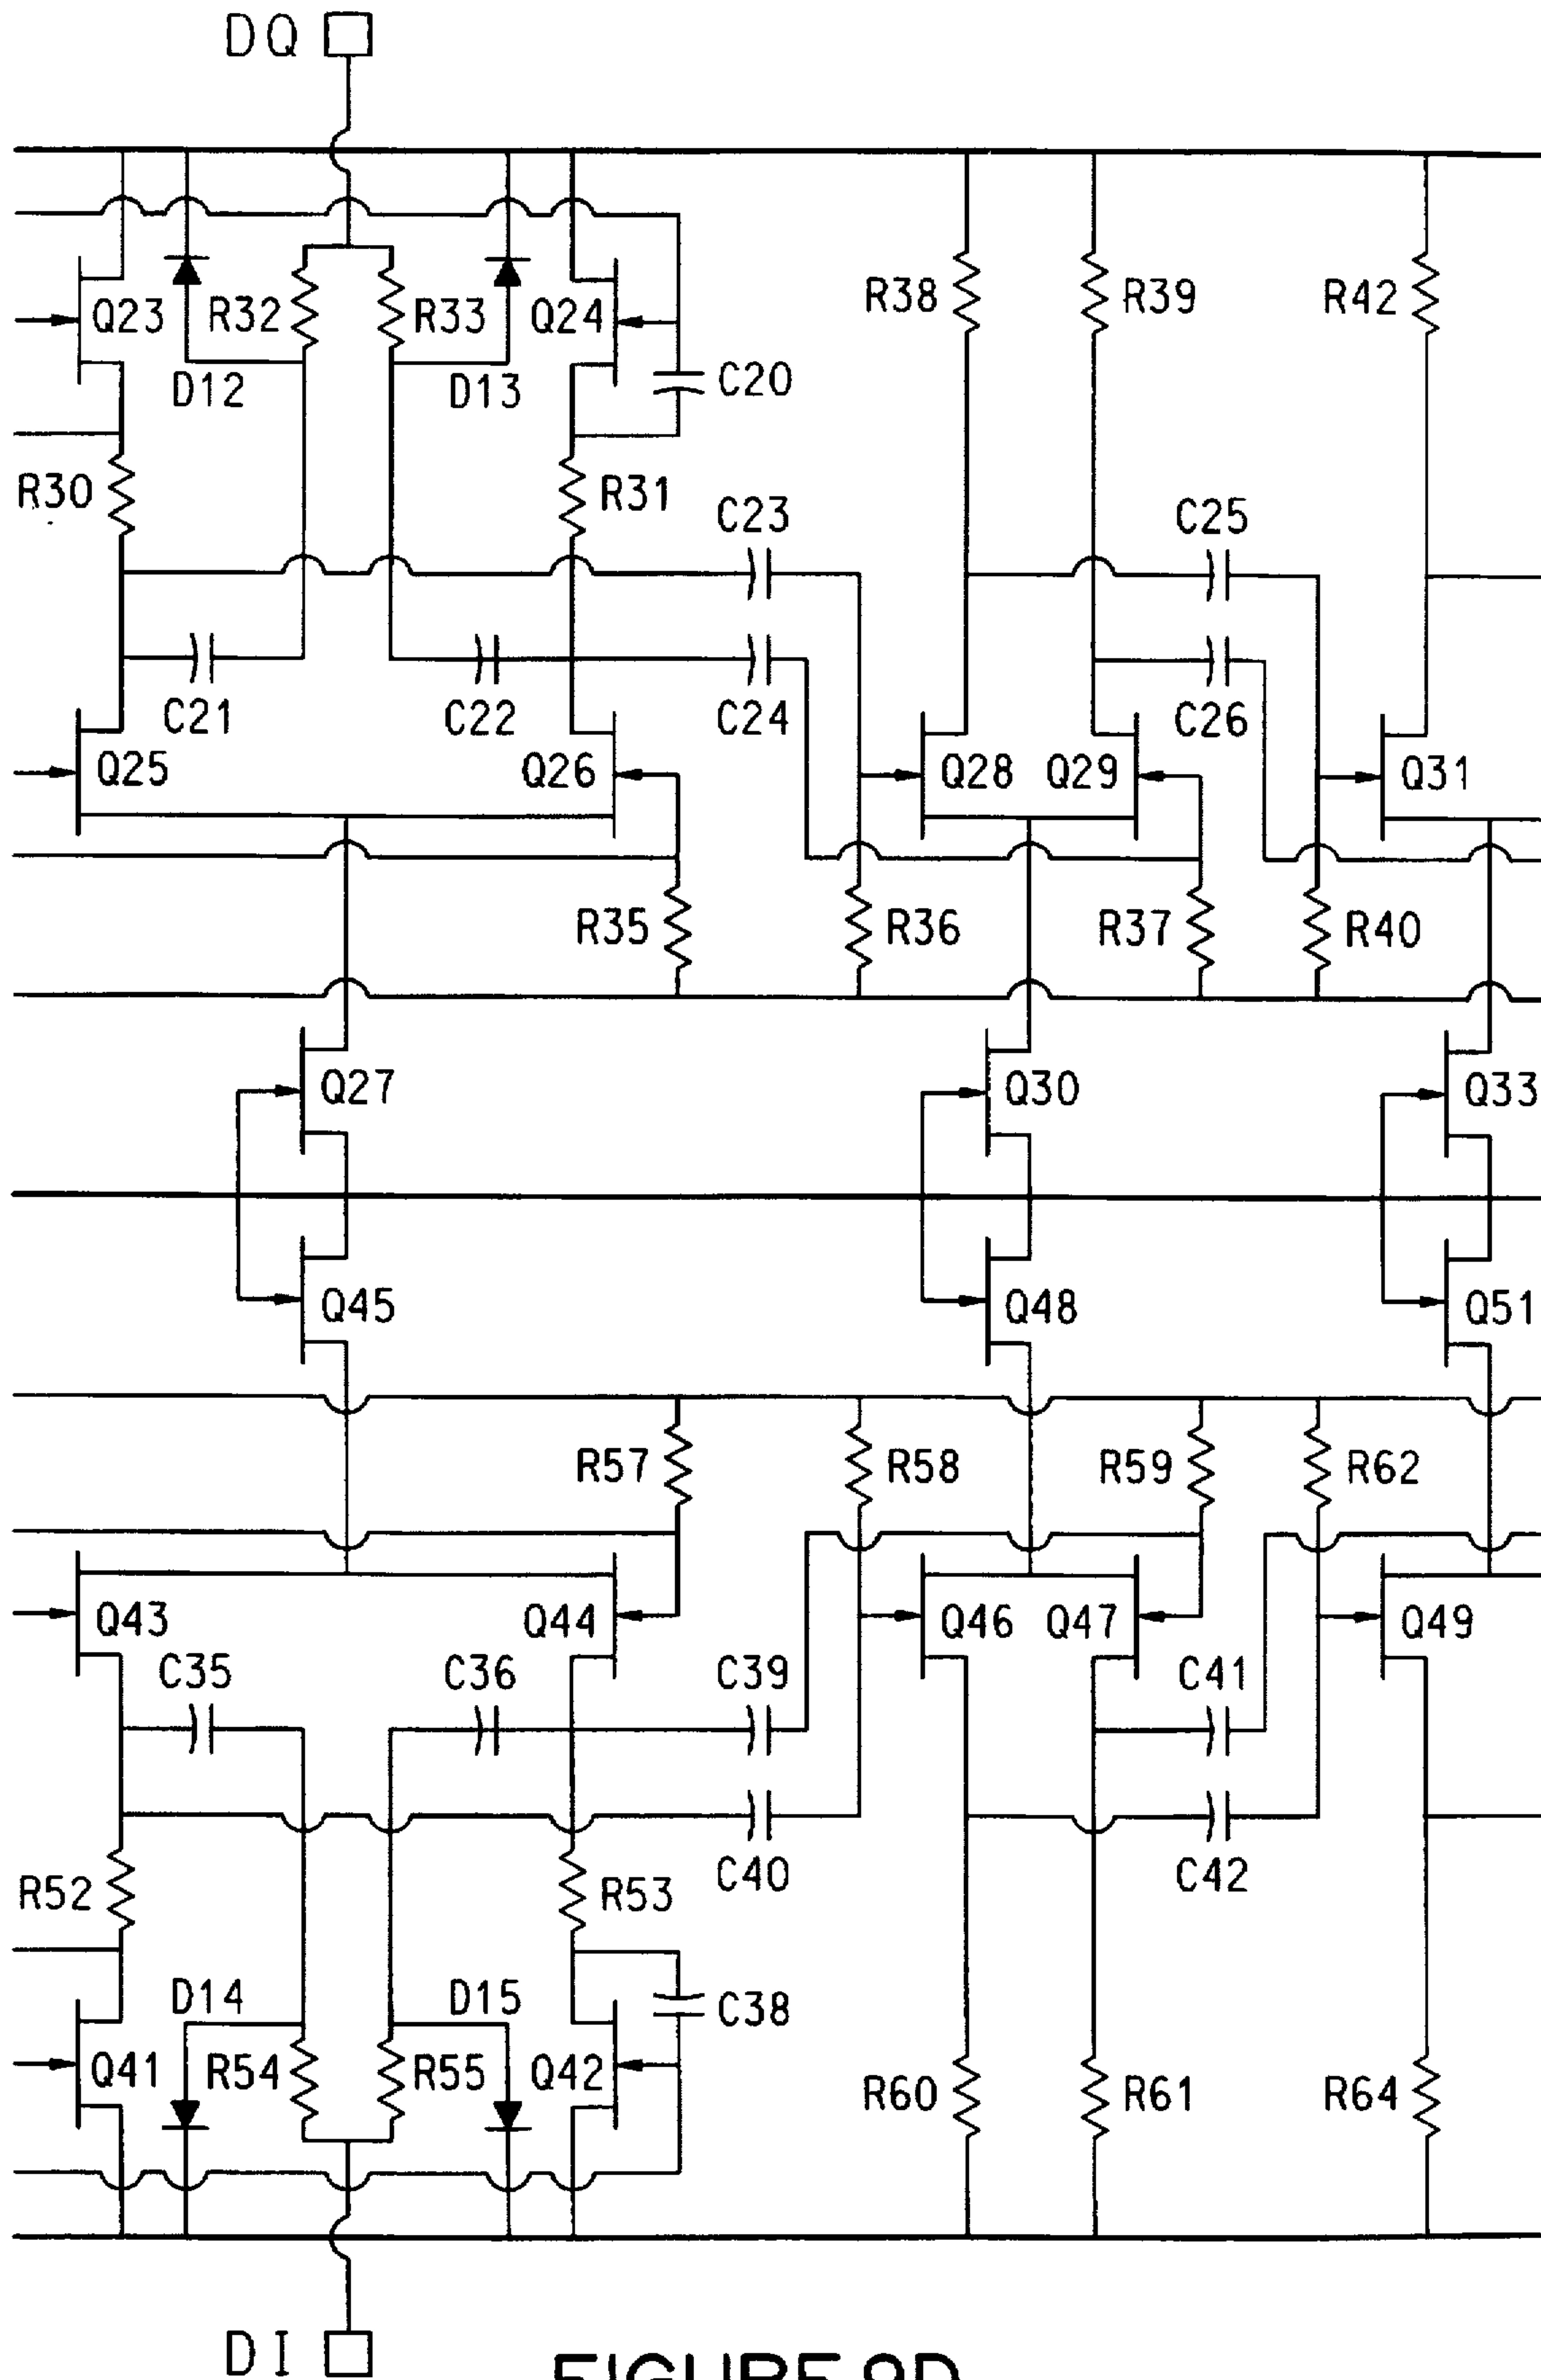 DQ
Q23 R32 R33 Q24 R38 R39 R42
D12 D13 C20
R30 R31
C23 C25
C21 C22 C24 C26
Q25 Q26 Q28 Q29 Q31
R35 R36 R37 R40
Q27 Q30 Q33
Q45 Q48 Q51
R57 R58 R59 R62
Q43 Q44 Q46 Q47 Q49
C35 C36 C39 C41
C40 C42
R52 R53
D14 D15 C38
Q41 R54 R55 Q42 R60 R61 R64
DI